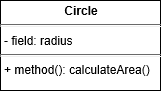 Circle
- field: radius
+ method(): calculateArea()